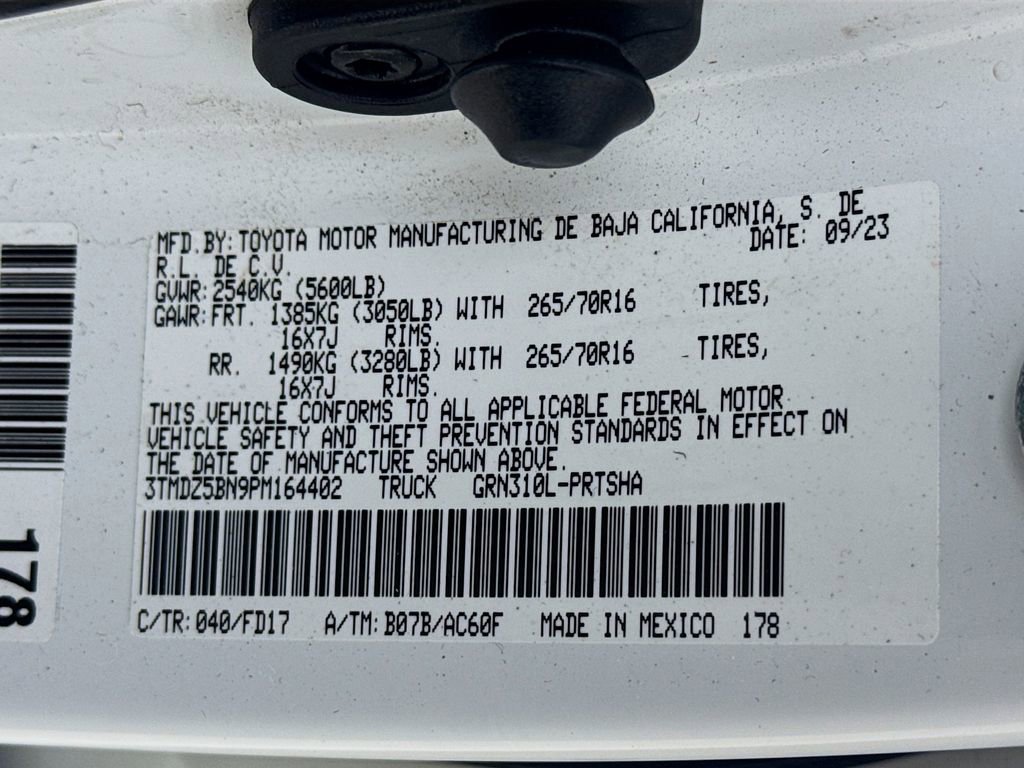 MFD.BY:TOYOTA MOTOR MANUFACTURING DE BAJA CALIFORNIA, S. DE
R.L. DE C.V. DATE: 09/23
GVWR:2540KG (5600LB)
GAWR:FRT. 1385KG (3050LB) WITH 265/70R16 TIRES,
16X7J RIMS.
RR. 1490KG (3280LB) WITH 265/70R16 TIRES,
16X7J RIMS.
THIS VEHICLE CONFORMS TO ALL APPLICABLE FEDERAL MOTOR
VEHICLE SAFETY AND THEFT PREVENTION STANDARDS IN EFFECT ON
THE DATE OF MANUFACTURE SHOWN ABOVE.
3TMDZ5BN9PM164402 TRUCK GRN310L-PRTSHA
C/TR:040/FD17 A/TM:B07B/AC60F MADE IN MEXICO 178
178